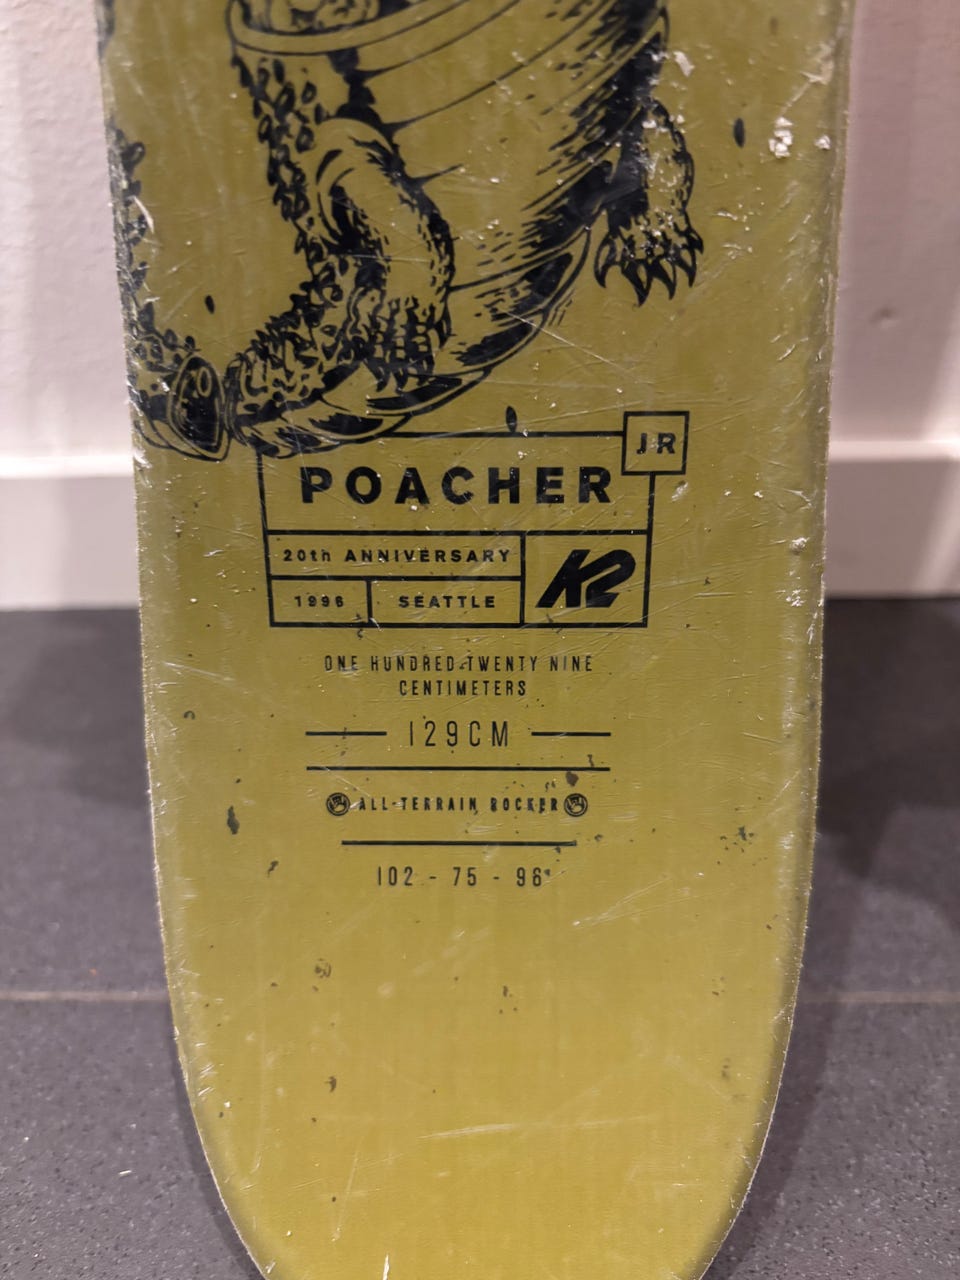 JR
POACHER
20th ANNIVERSARY
K2
1996 SEATTLE
ONE HUNDRED-TWENTY NINE
CENTIMETERS
129CM
ALL-TERRAIN ROCKER
102 - 75 - 96